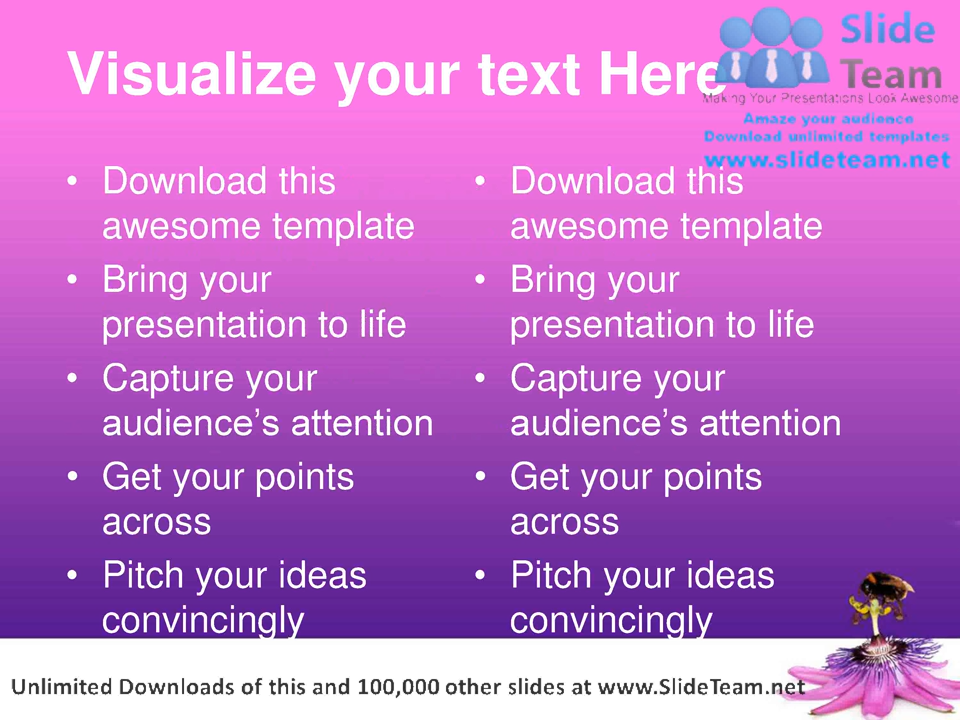 Visualize your text Here
Slide
Team
Making Your Presentations Look Awesome
Amaze your audience
Download unlimited templates
www.slideteam.net
• Download this
awesome template
• Bring your
presentation to life
• Capture your
audience’s attention
• Get your points
across
• Pitch your ideas
convincingly
• Download this
awesome template
• Bring your
presentation to life
• Capture your
audience’s attention
• Get your points
across
• Pitch your ideas
convincingly
Unlimited Downloads of this and 100,000 other slides at www.SlideTeam.net